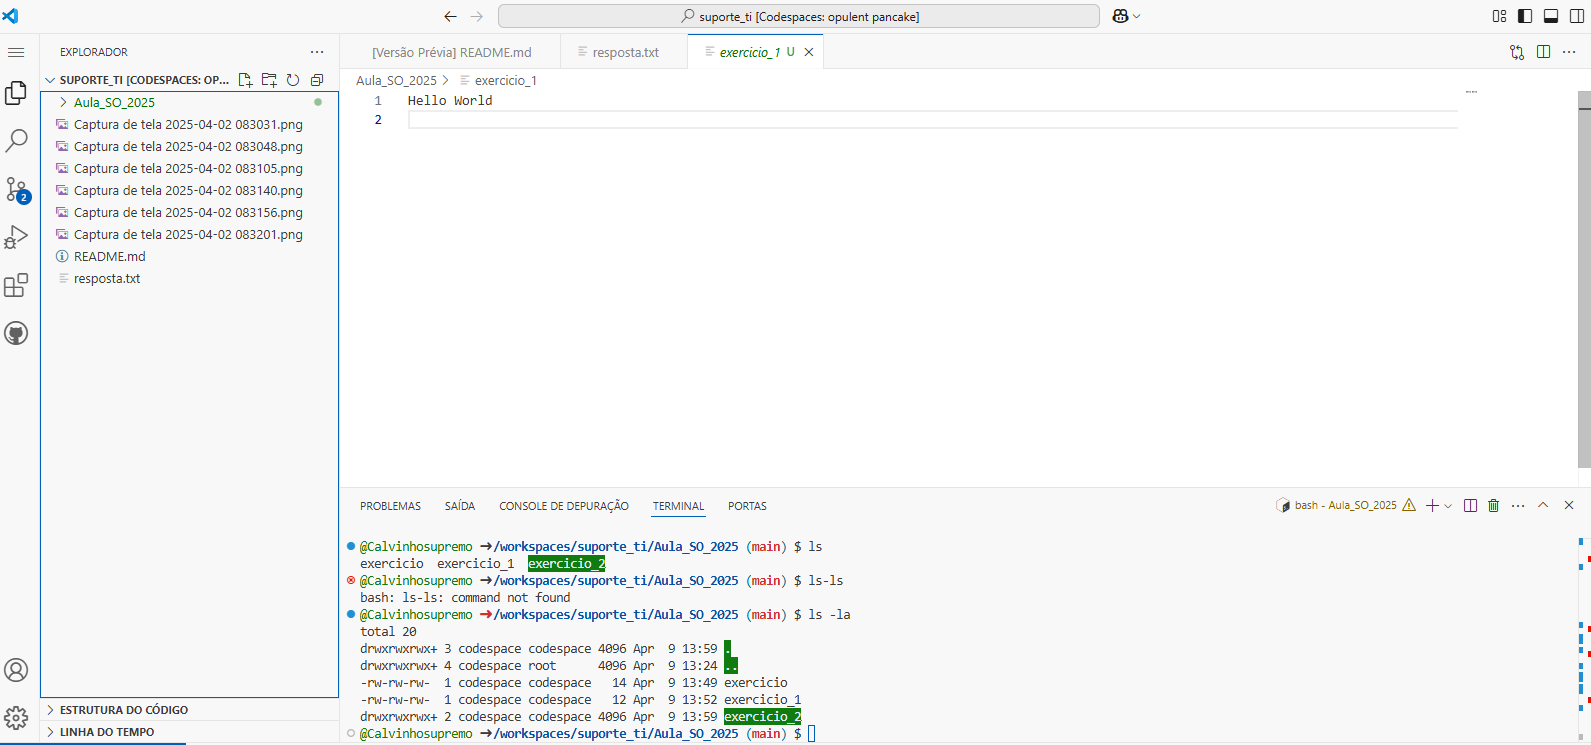 suporte_ti [Codespaces: opulent pancake]
EXPLORADOR
SUPORTE_TI [CODESPACES: OP...
Aula_SO_2025
Captura de tela 2025-04-02 083031.png
Captura de tela 2025-04-02 083048.png
Captura de tela 2025-04-02 083105.png
Captura de tela 2025-04-02 083140.png
Captura de tela 2025-04-02 083156.png
Captura de tela 2025-04-02 083201.png
README.md
resposta.txt
2
ESTRUTURA DO CÓDIGO
LINHA DO TEMPO
[Versão Prévia] README.md
resposta.txt
exercicio_1 U
Aula_SO_2025 > exercicio_1
1 Hello World
2
PROBLEMAS SAÍDA CONSOLE DE DEPURAÇÃO TERMINAL PORTAS
bash - Aula_SO_2025
@Calvinhosupremo ➜/workspaces/suporte_ti/Aula_SO_2025 (main) $ ls
exercicio exercicio_1 exercicio_2
@Calvinhosupremo ➜/workspaces/suporte_ti/Aula_SO_2025 (main) $ ls-ls
bash: ls-ls: command not found
@Calvinhosupremo ➜/workspaces/suporte_ti/Aula_SO_2025 (main) $ ls -la
total 20
drwxrwxrwx+ 3 codespace codespace 4096 Apr 9 13:59 .
drwxrwxrwx+ 4 codespace root 4096 Apr 9 13:24 ..
-rw-rw-rw- 1 codespace codespace 14 Apr 9 13:49 exercicio
-rw-rw-rw- 1 codespace codespace 12 Apr 9 13:52 exercicio_1
drwxrwxrwx+ 2 codespace codespace 4096 Apr 9 13:59 exercicio_2
@Calvinhosupremo ➜/workspaces/suporte_ti/Aula_SO_2025 (main) $